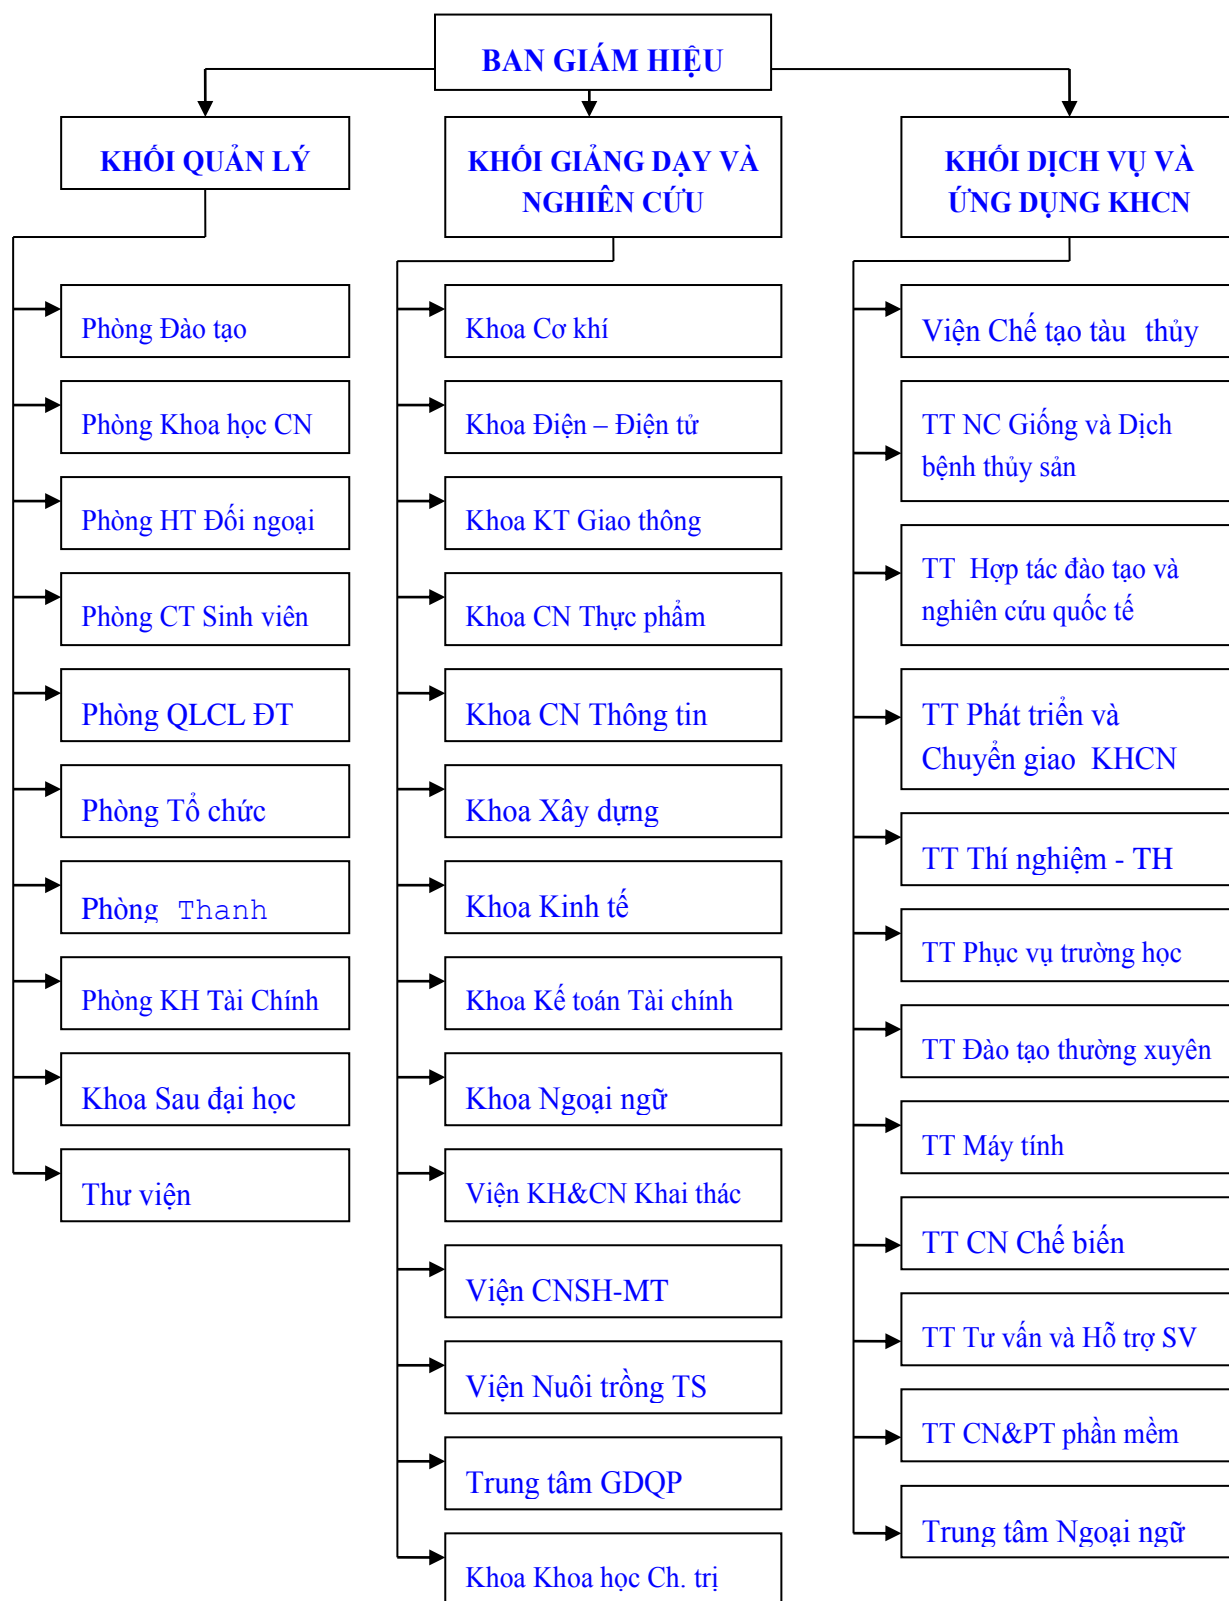 BAN GIÁM HIỆU
KHỐI QUẢN LÝ
Phòng Đào tạo
Phòng Khoa học CN
Phòng HT Đối ngoại
Phòng CT Sinh viên
Phòng QLCL ĐT
Phòng Tổ chức
Phòng Thanh
Phòng KH Tài Chính
Khoa Sau đại học
Thư viện
KHỐI GIẢNG DẠY VÀ
NGHIÊN CỨU
Khoa Cơ khí
Khoa Điện – Điện tử
Khoa KT Giao thông
Khoa CN Thực phẩm
Khoa CN Thông tin
Khoa Xây dựng
Khoa Kinh tế
Khoa Kế toán Tài chính
Khoa Ngoại ngữ
Viện KH&CN Khai thác
Viện CNSH-MT
Viện Nuôi trồng TS
Trung tâm GDQP
Khoa Khoa học Ch. trị
KHỐI DỊCH VỤ VÀ
ỨNG DỤNG KHCN
Viện Chế tạo tàu thủy
TT NC Giống và Dịch
bệnh thủy sản
TT Hợp tác đào tạo và
nghiên cứu quốc tế
TT Phát triển và
Chuyển giao KHCN
TT Thí nghiệm - TH
TT Phục vụ trường học
TT Đào tạo thường xuyên
TT Máy tính
TT CN Chế biến
TT Tư vấn và Hỗ trợ SV
TT CN&PT phần mềm
Trung tâm Ngoại ngữ